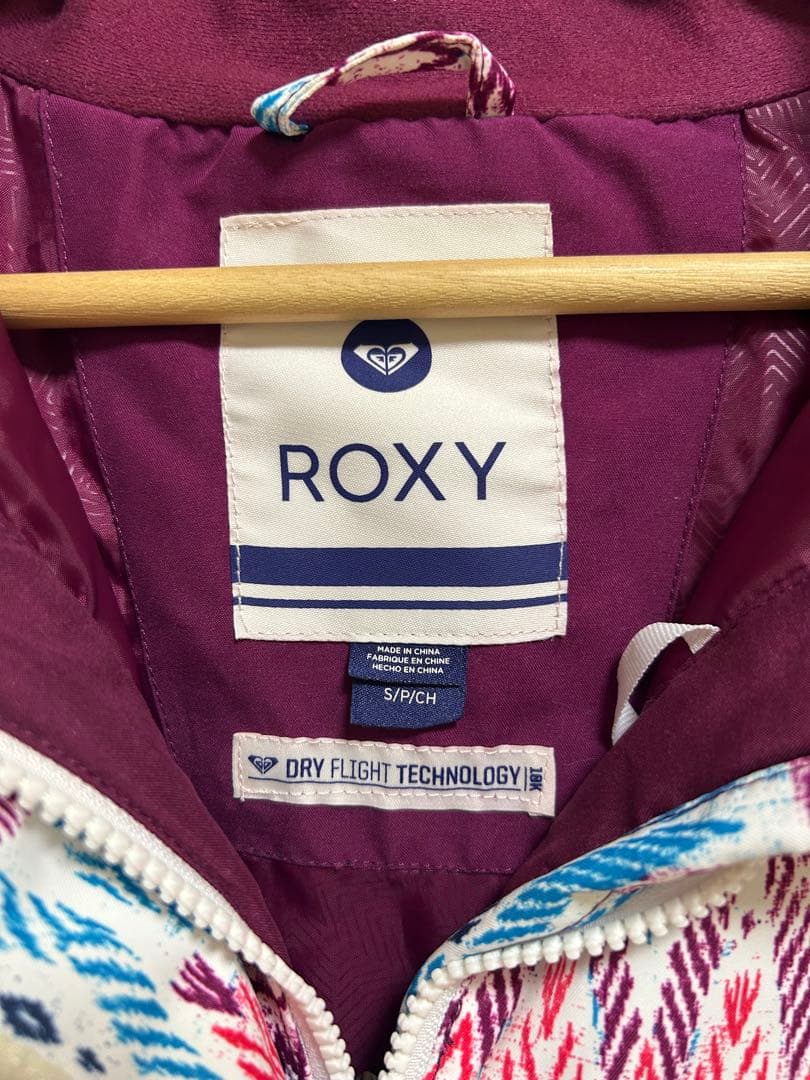 ROXY
MADE IN CHINA
FABRIQUE EN CHINE
HECHO EN CHINA
S/P/CH
DRY FLIGHT TECHNOLOGY 10K